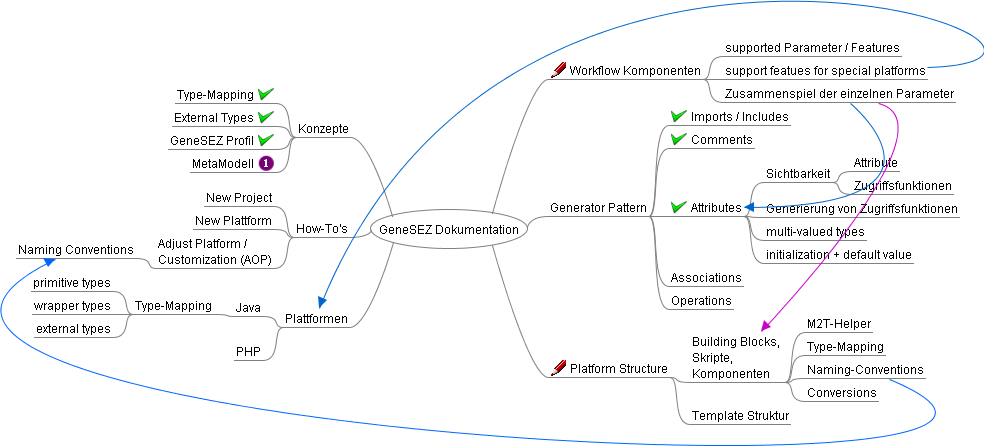 GeneSEZ Dokumentation
Konzepte
Type-Mapping
External Types
GeneSEZ Profil
MetaModell
1
How-To's
New Project
New Plattform
Adjust Platform /
Customization (AOP)
Naming Conventions
Plattformen
Java
Type-Mapping
primitive types
wrapper types
external types
PHP
Workflow Komponenten
supported Parameter / Features
support featues for special platforms
Zusammenspiel der einzelnen Parameter
Generator Pattern
Imports / Includes
Comments
Attributes
Sichtbarkeit
Attribute
Zugriffsfunktionen
Generierung von Zugriffsfunktionen
multi-valued types
initialization + default value
Associations
Operations
Platform Structure
Building Blocks,
Skripte,
Komponenten
M2T-Helper
Type-Mapping
Naming-Conventions
Conversions
Template Struktur